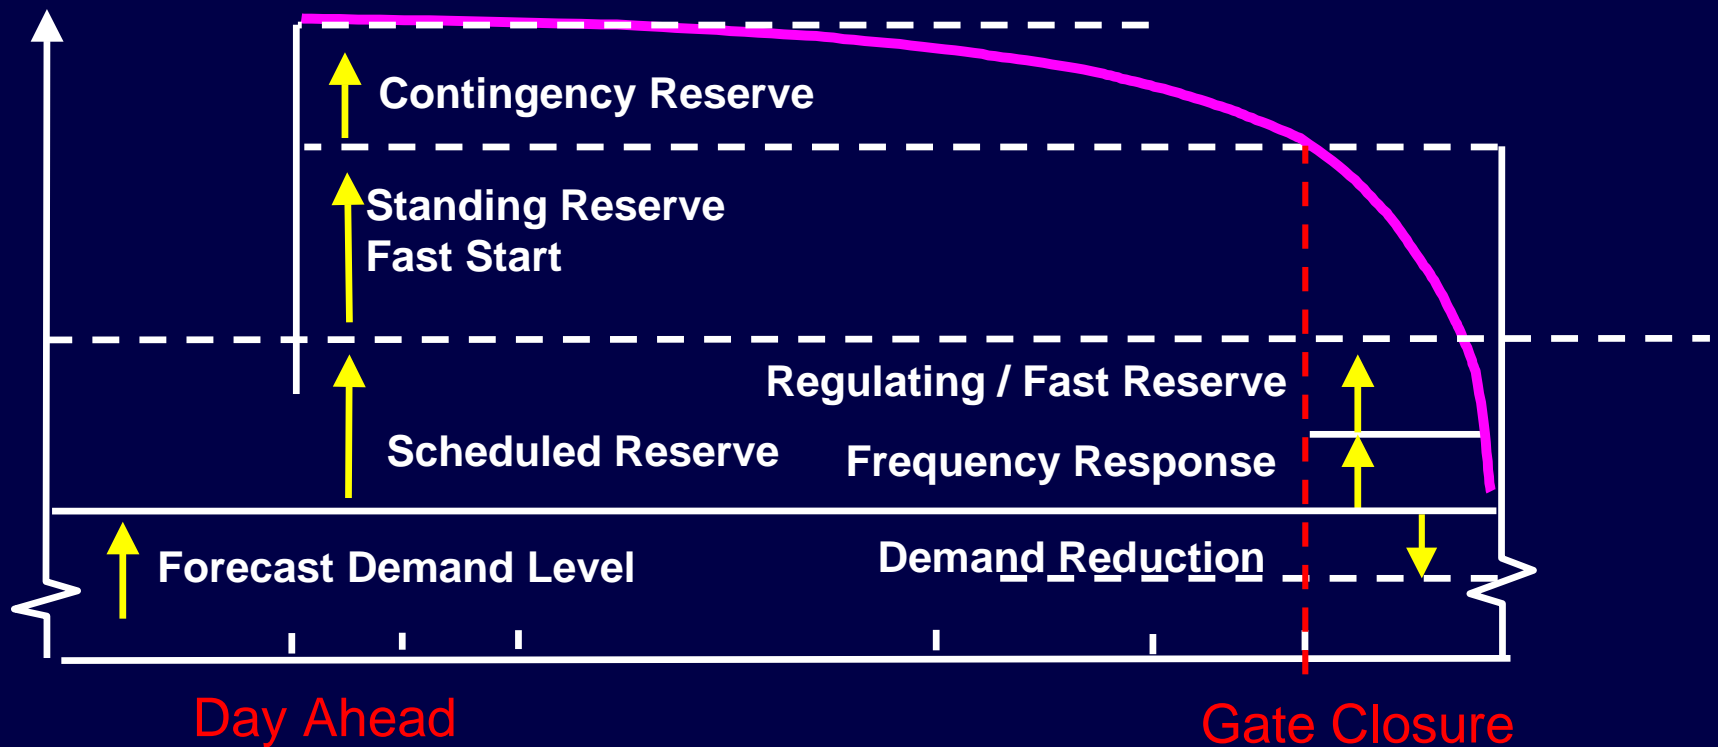 Contingency Reserve
Standing Reserve
Fast Start
Regulating / Fast Reserve
Scheduled Reserve
Frequency Response
Forecast Demand Level
Demand Reduction
Day Ahead
Gate Closure